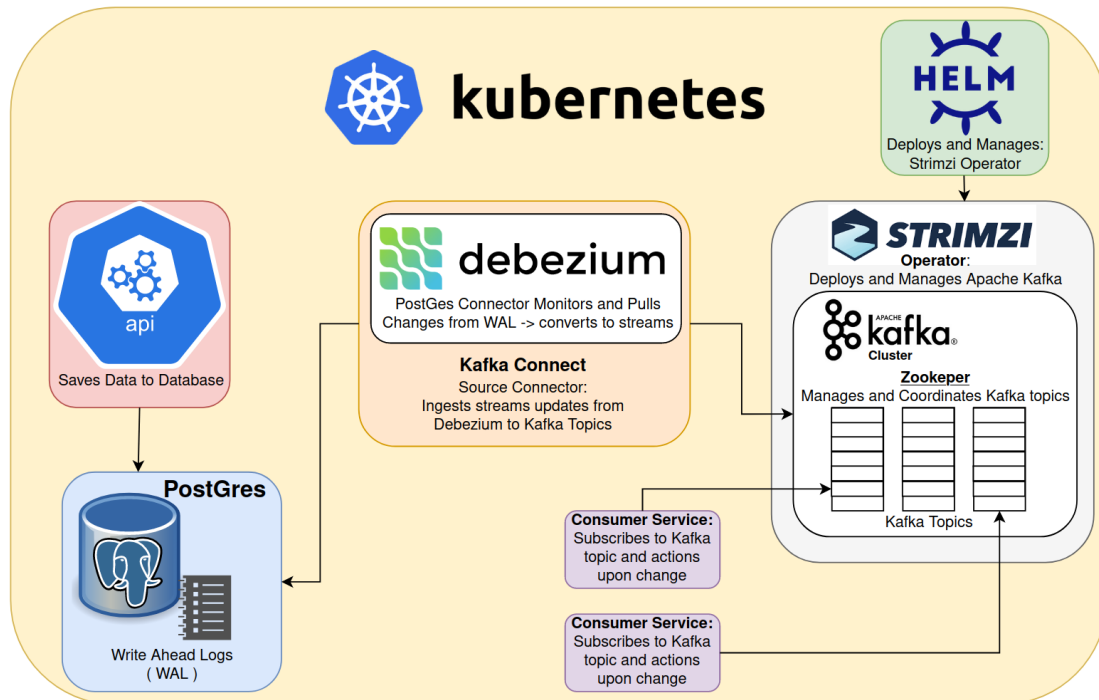 kubernetes
HELM
Deploys and Manages:
Strimzi Operator
api
Saves Data to Database
debezium
PostGes Connector Monitors and Pulls
Changes from WAL -> converts to streams
Kafka Connect
Source Connector:
Ingests streams updates from
Debezium to Kafka Topics
STRIMZI
Operator:
Deploys and Manages Apache Kafka
APACHE
kafka®
Cluster
Zookeper
Manages and Coordinates Kafka topics
Kafka Topics
PostGres
Write Ahead Logs
( WAL )
Consumer Service:
Subscribes to Kafka
topic and actions
upon change
Consumer Service:
Subscribes to Kafka
topic and actions
upon change